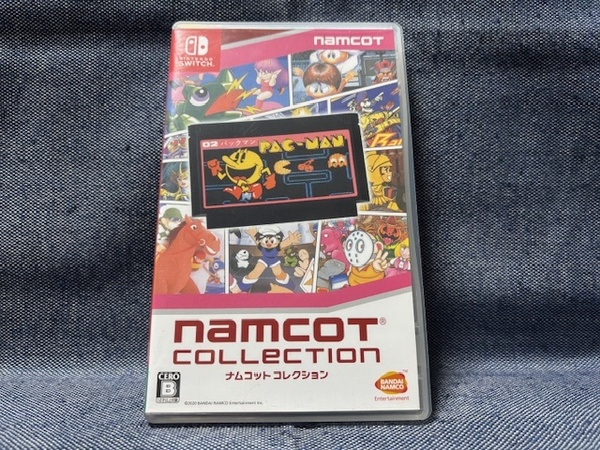 NINTENDO
SWITCH
namcot
02 パックマン PAC-MAN
namcot®
COLLECTION
ナムコット コレクション
CERO
B
©2020 BANDAI NAMCO Entertainment Inc.
BANDAI
NAMCO
Entertainment